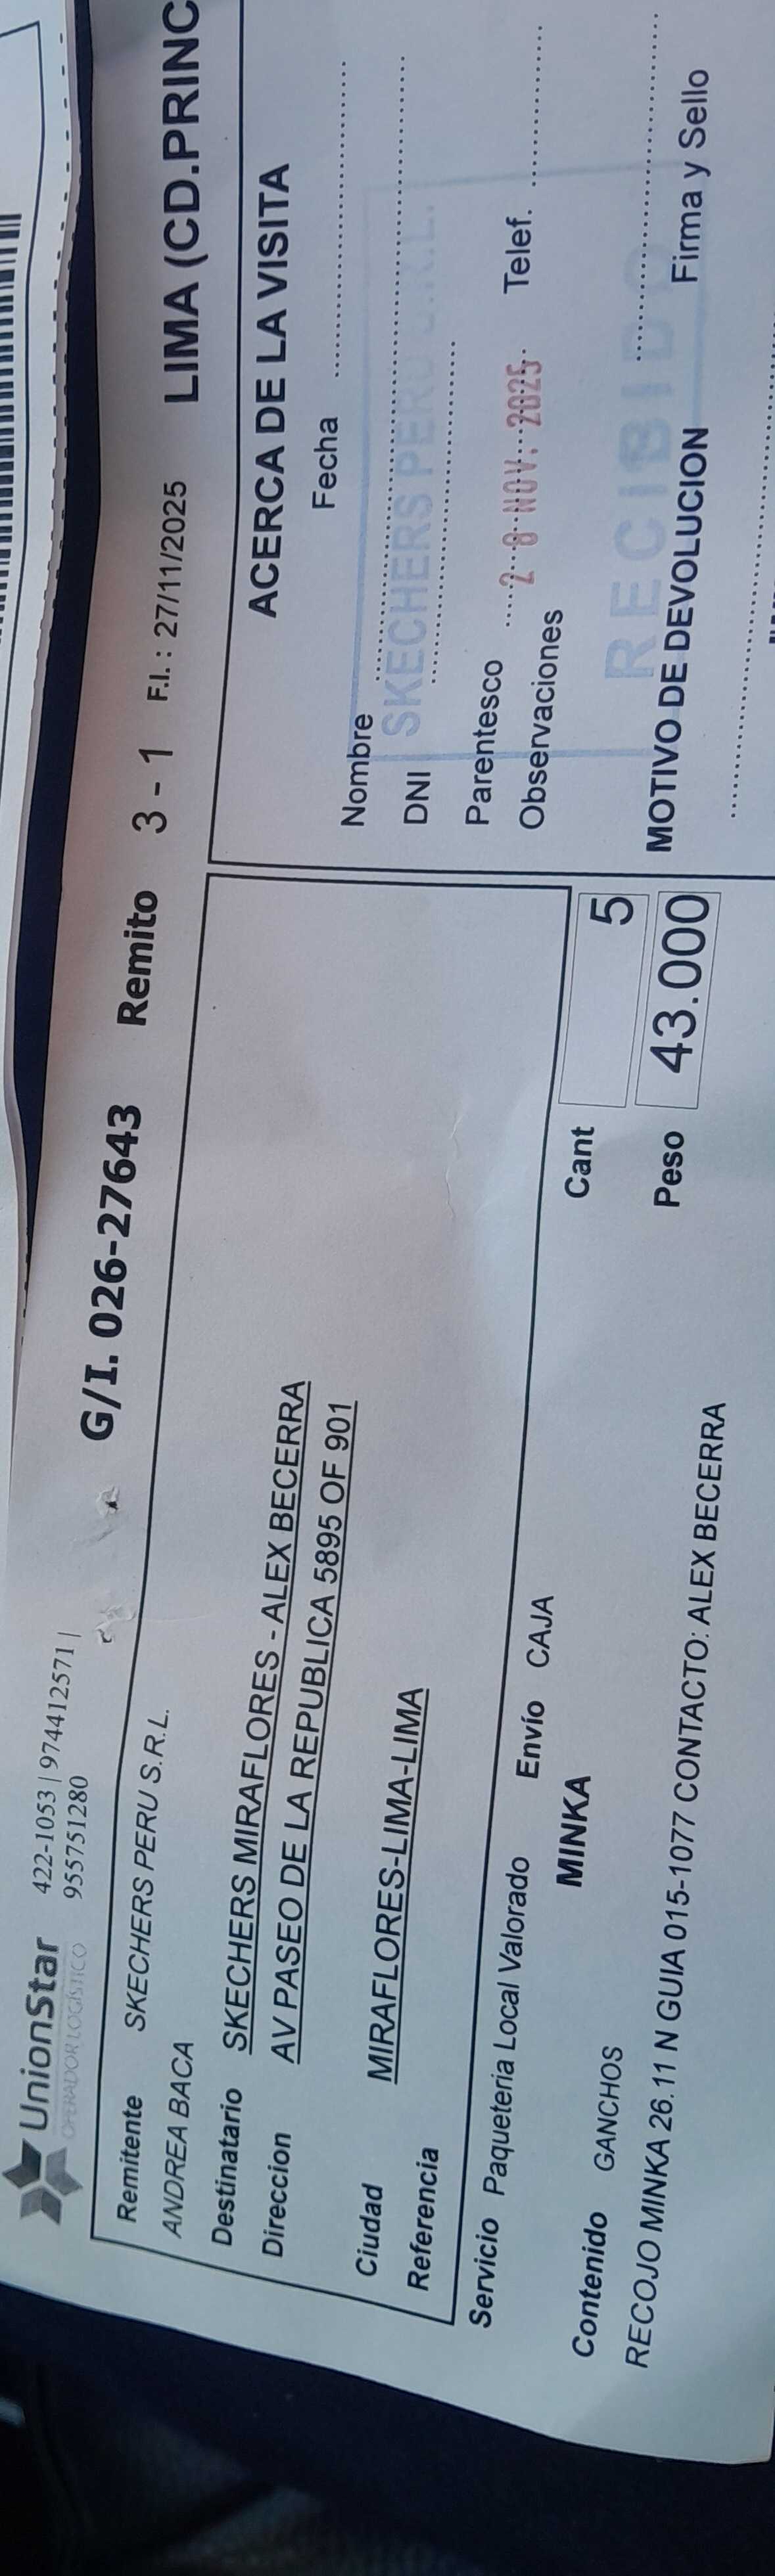 UnionStar
OPERADOR LOGÍSTICO
422-1053 | 974412571 |
955751280
G/I. 026-27643 Remito 3 - 1 F.I. : 27/11/2025 LIMA (CD.PRINC
Remitente SKECHERS PERU S.R.L.
ANDREA BACA
Destinatario SKECHERS MIRAFLORES - ALEX BECERRA
Direccion AV PASEO DE LA REPUBLICA 5895 OF 901
Ciudad MIRAFLORES-LIMA-LIMA
Referencia
Servicio Paqueteria Local Valorado Envío CAJA
MINKA
Contenido GANCHOS
RECOJO MINKA 26.11 N GUIA 015-1077 CONTACTO: ALEX BECERRA
Cant 5
Peso 43.000
ACERCA DE LA VISITA
Fecha
Nombre
DNI
SKECHERS PERU S.R.L.
Parentesco
28 NOV. 2025
Telef.
Observaciones
RECIBIDO
MOTIVO DE DEVOLUCION
Firma y Sello